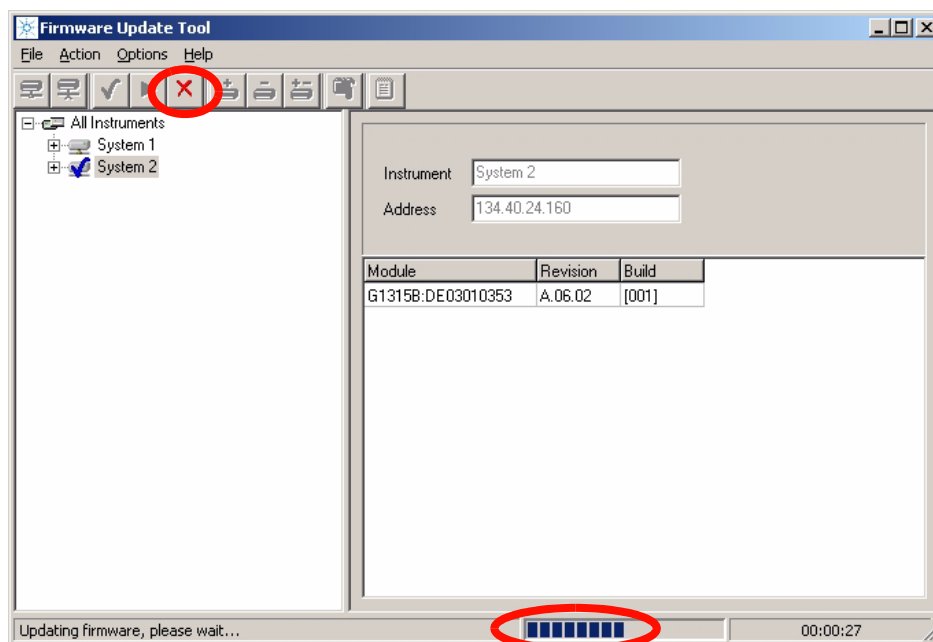 Firmware Update Tool
File Action Options Help
All Instruments
System 1
System 2
Instrument System 2
Address 134.40.24.160
Module Revision Build
G1315B:DE03010353 A.06.02 [001]
Updating firmware, please wait... 00:00:27